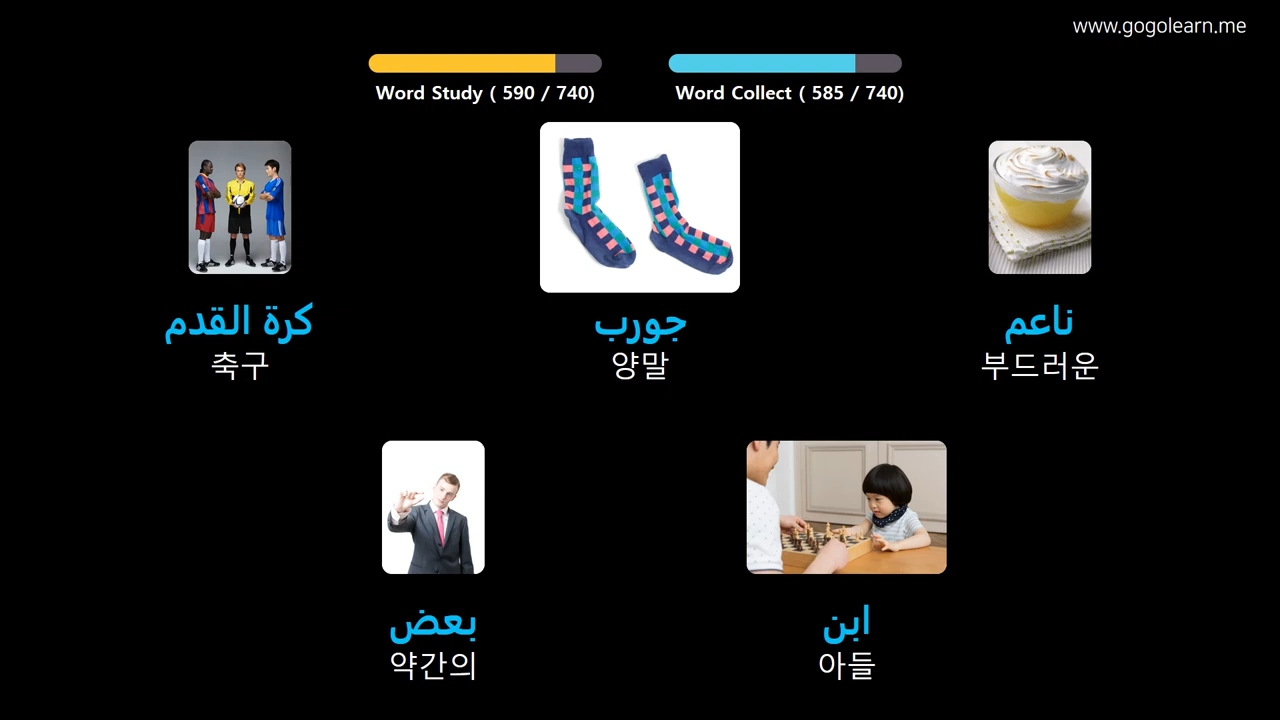 www.gogolearn.me
Word Study ( 590 / 740)
Word Collect ( 585 / 740)
كرة القدم
축구
جورب
양말
ناعم
부드러운
بعض
약간의
ابن
아들